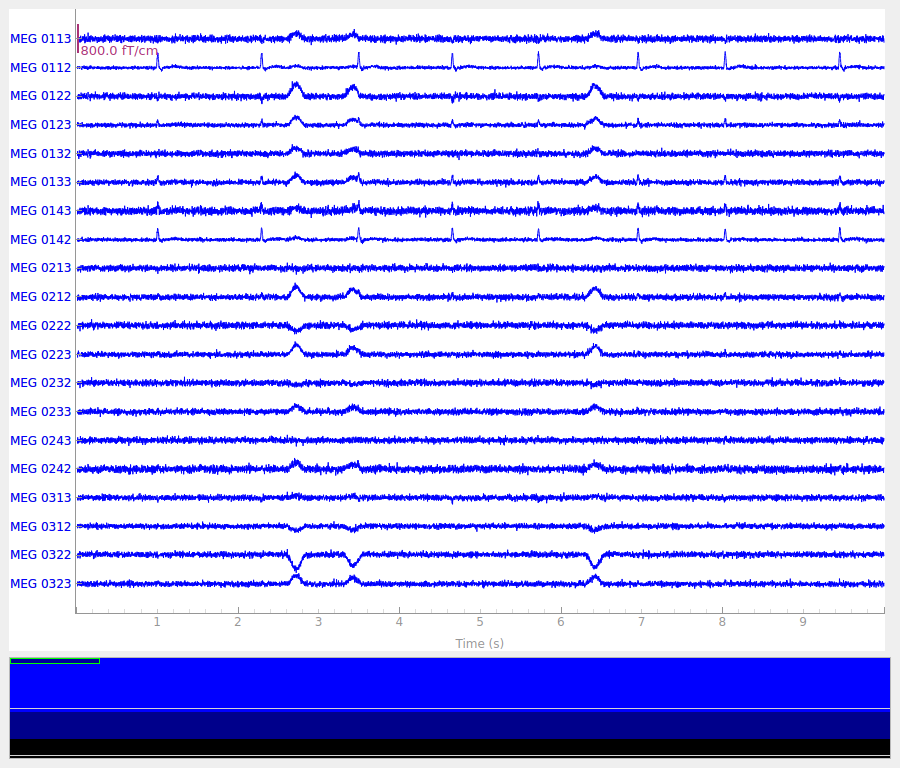 MEG 0113
800.0 fT/cm
MEG 0112
MEG 0122
MEG 0123
MEG 0132
MEG 0133
MEG 0143
MEG 0142
MEG 0213
MEG 0212
MEG 0222
MEG 0223
MEG 0232
MEG 0233
MEG 0243
MEG 0242
MEG 0313
MEG 0312
MEG 0322
MEG 0323
1 2 3 4 5 6 7 8 9
Time (s)